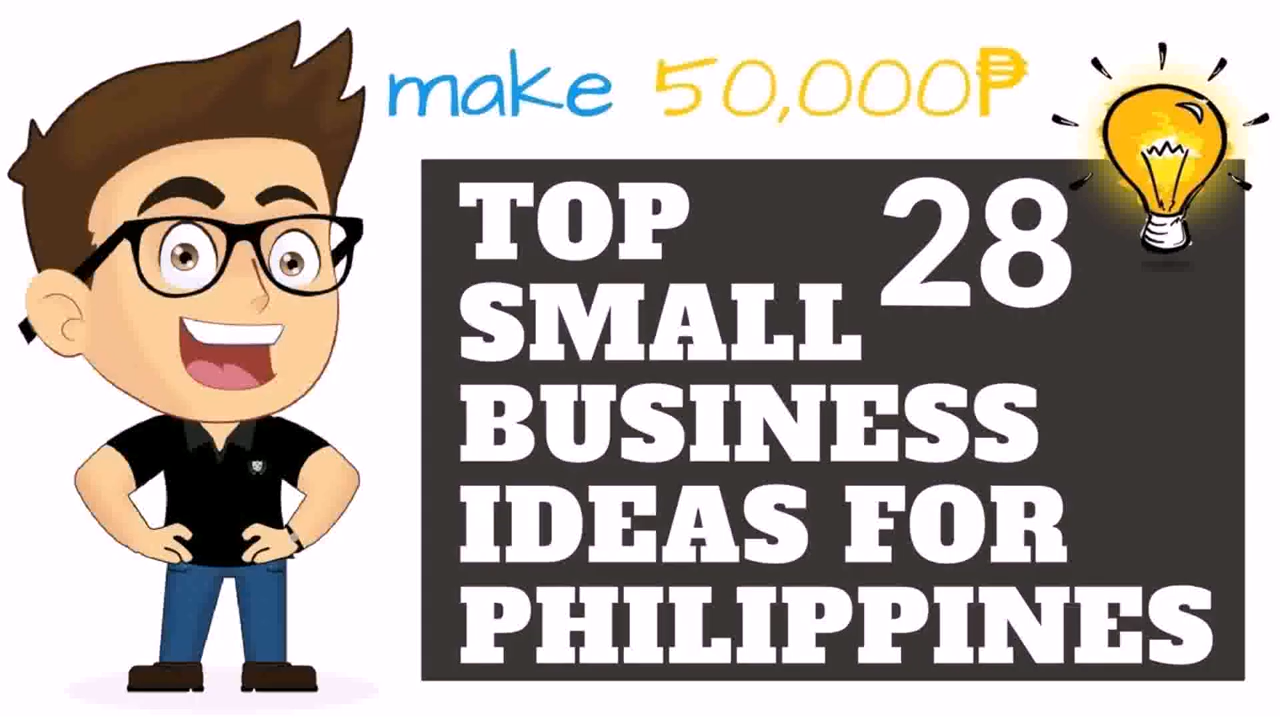 make 50,000₱
TOP 28
SMALL
BUSINESS
IDEAS FOR
PHILIPPINES